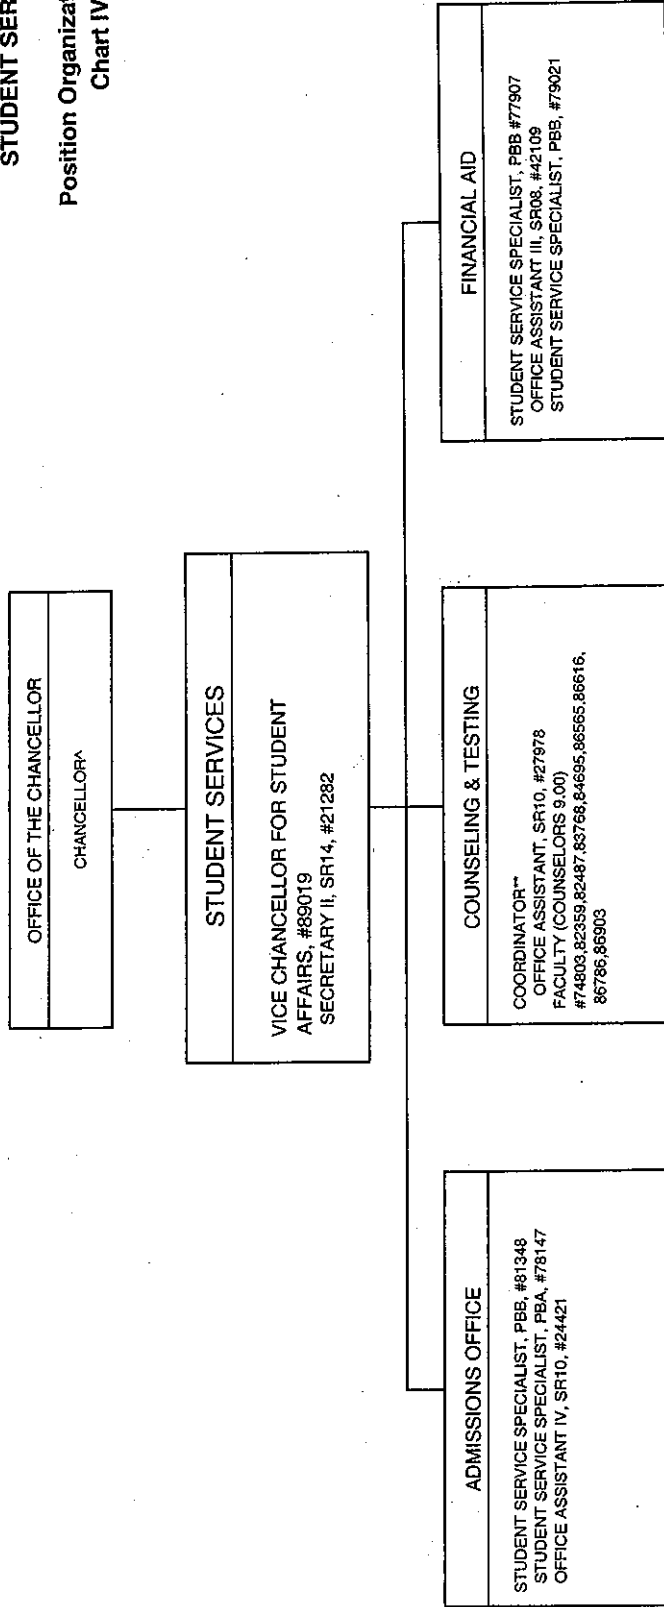 STUDENT SER
Position Organizat
Chart IV
OFFICE OF THE CHANCELLOR
CHANCELLOR^
STUDENT SERVICES
VICE CHANCELLOR FOR STUDENT
AFFAIRS, #89019
SECRETARY II, SR14, #21282
ADMISSIONS OFFICE
STUDENT SERVICE SPECIALIST, PBB, #81348
STUDENT SERVICE SPECIALIST, PBA, #78147
OFFICE ASSISTANT IV, SR10, #24421
COUNSELING & TESTING
COORDINATOR**
OFFICE ASSISTANT, SR10, #27978
FACULTY (COUNSELORS 9.00)
#74803,82359,82487,83768,84695,86565,86616,
86786,86903
FINANCIAL AID
STUDENT SERVICE SPECIALIST, PBB #77907
OFFICE ASSISTANT III, SR08, #42109
STUDENT SERVICE SPECIALIST, PBB, #79021